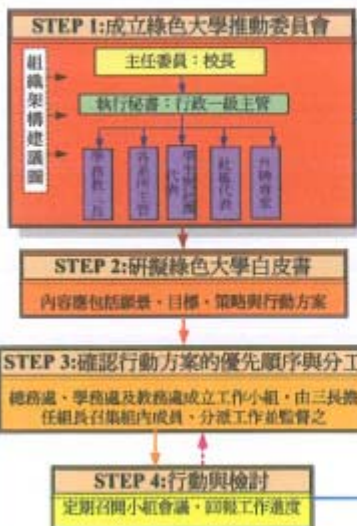 STEP 1:成立綠色大學推動委員會
組織架構建議圖
主任委員：校長
執行秘書：行政一級主管
社區代表
STEP 2:研擬綠色大學白皮書
內容應包括願景、目標、策略與行動方案
STEP 3:確認行動方案的優先順序與分工
總務處、學務處及教務處成立工作小組，由三長擔
任組長召集組內成員、分派工作並監督之
STEP 4:行動與檢討
定期召開小組會議，回報工作進度